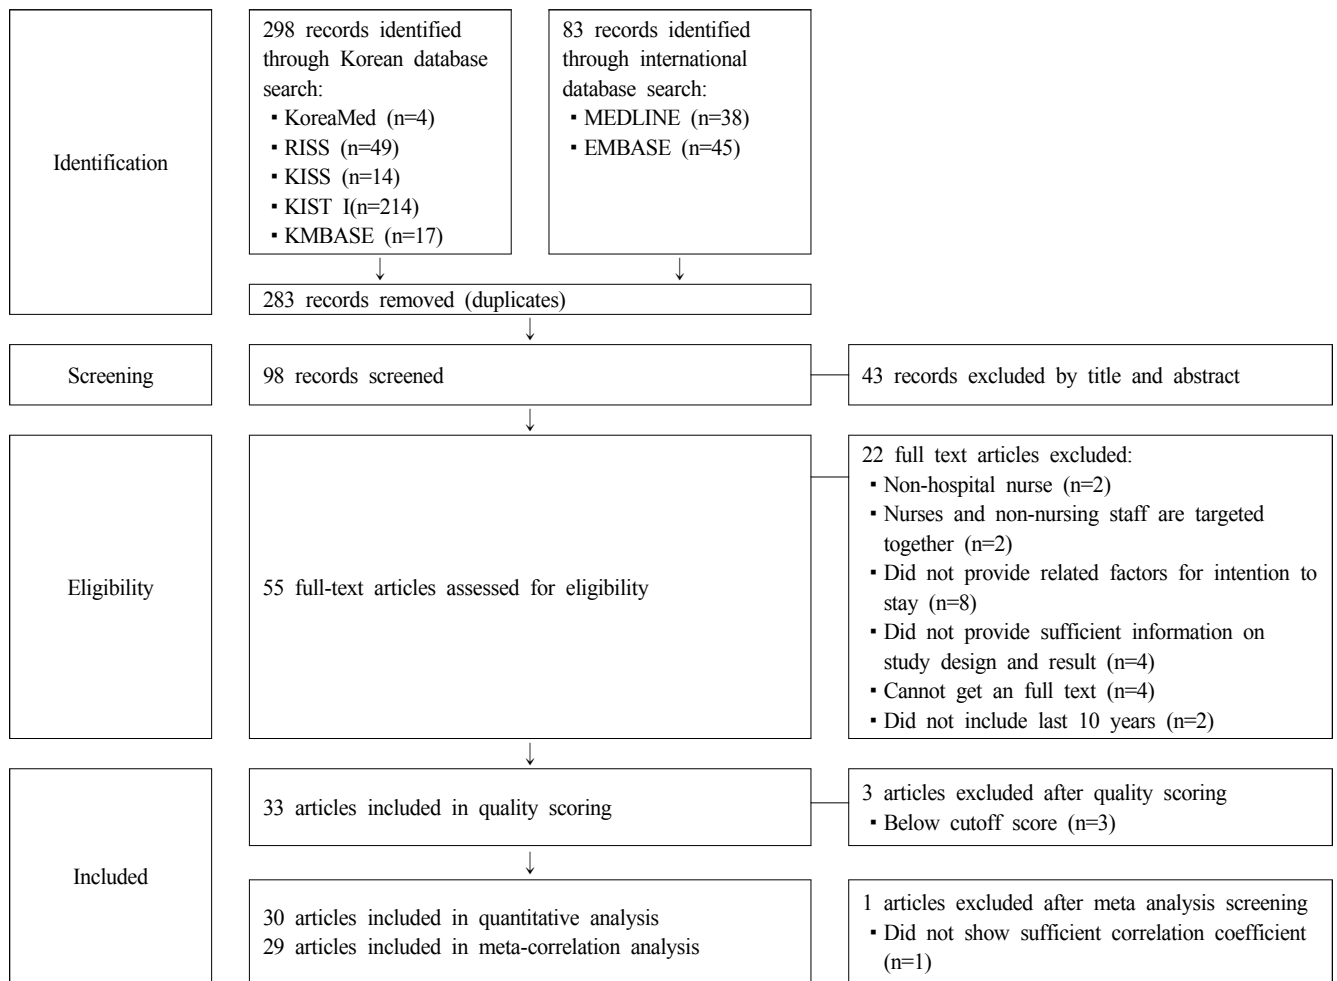 Identification
298 records identified
through Korean database
search:
▪ KoreaMed (n=4)
▪ RISS (n=49)
▪ KISS (n=14)
▪ KIST I(n=214)
▪ KMBASE (n=17)
83 records identified
through international
database search:
▪ MEDLINE (n=38)
▪ EMBASE (n=45)
283 records removed (duplicates)
Screening
98 records screened
43 records excluded by title and abstract
Eligibility
55 full-text articles assessed for eligibility
22 full text articles excluded:
▪ Non-hospital nurse (n=2)
▪ Nurses and non-nursing staff are targeted
together (n=2)
▪ Did not provide related factors for intention to
stay (n=8)
▪ Did not provide sufficient information on
study design and result (n=4)
▪ Cannot get an full text (n=4)
▪ Did not include last 10 years (n=2)
Included
33 articles included in quality scoring
3 articles excluded after quality scoring
▪ Below cutoff score (n=3)
30 articles included in quantitative analysis
29 articles included in meta-correlation analysis
1 articles excluded after meta analysis screening
▪ Did not show sufficient correlation coefficient
(n=1)